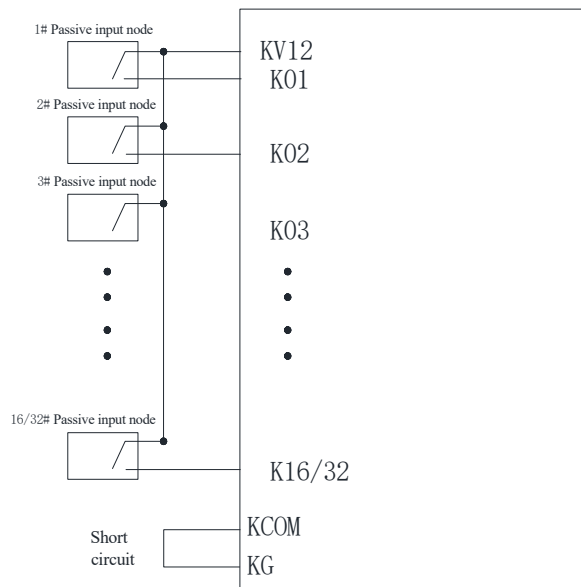 1# Passive input node
KV12
K01
2# Passive input node
K02
3# Passive input node
K03
16/32# Passive input node
K16/32
KCOM
Short
circuit
KG